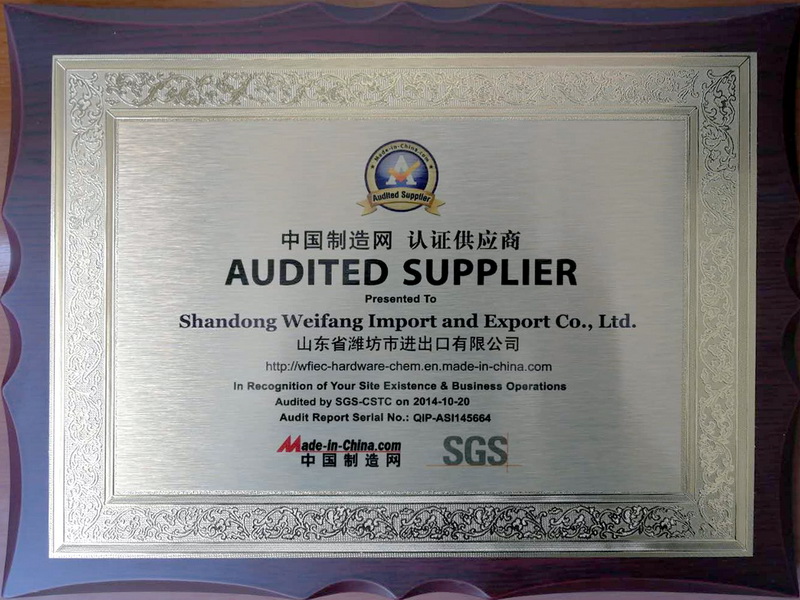 Made-in-China.com
Audited Supplier
中国制造网 认证供应商
AUDITED SUPPLIER
Presented To
Shandong Weifang Import and Export Co., Ltd.
山东省潍坊市进出口有限公司
http://wfiec-hardware-chem.en.made-in-china.com
In Recognition of Your Site Existence & Business Operations
Audited by SGS-CSTC on 2014-10-20
Audit Report Serial No.: QIP-ASI145664
Made-in-China.com
中国制造网
SGS